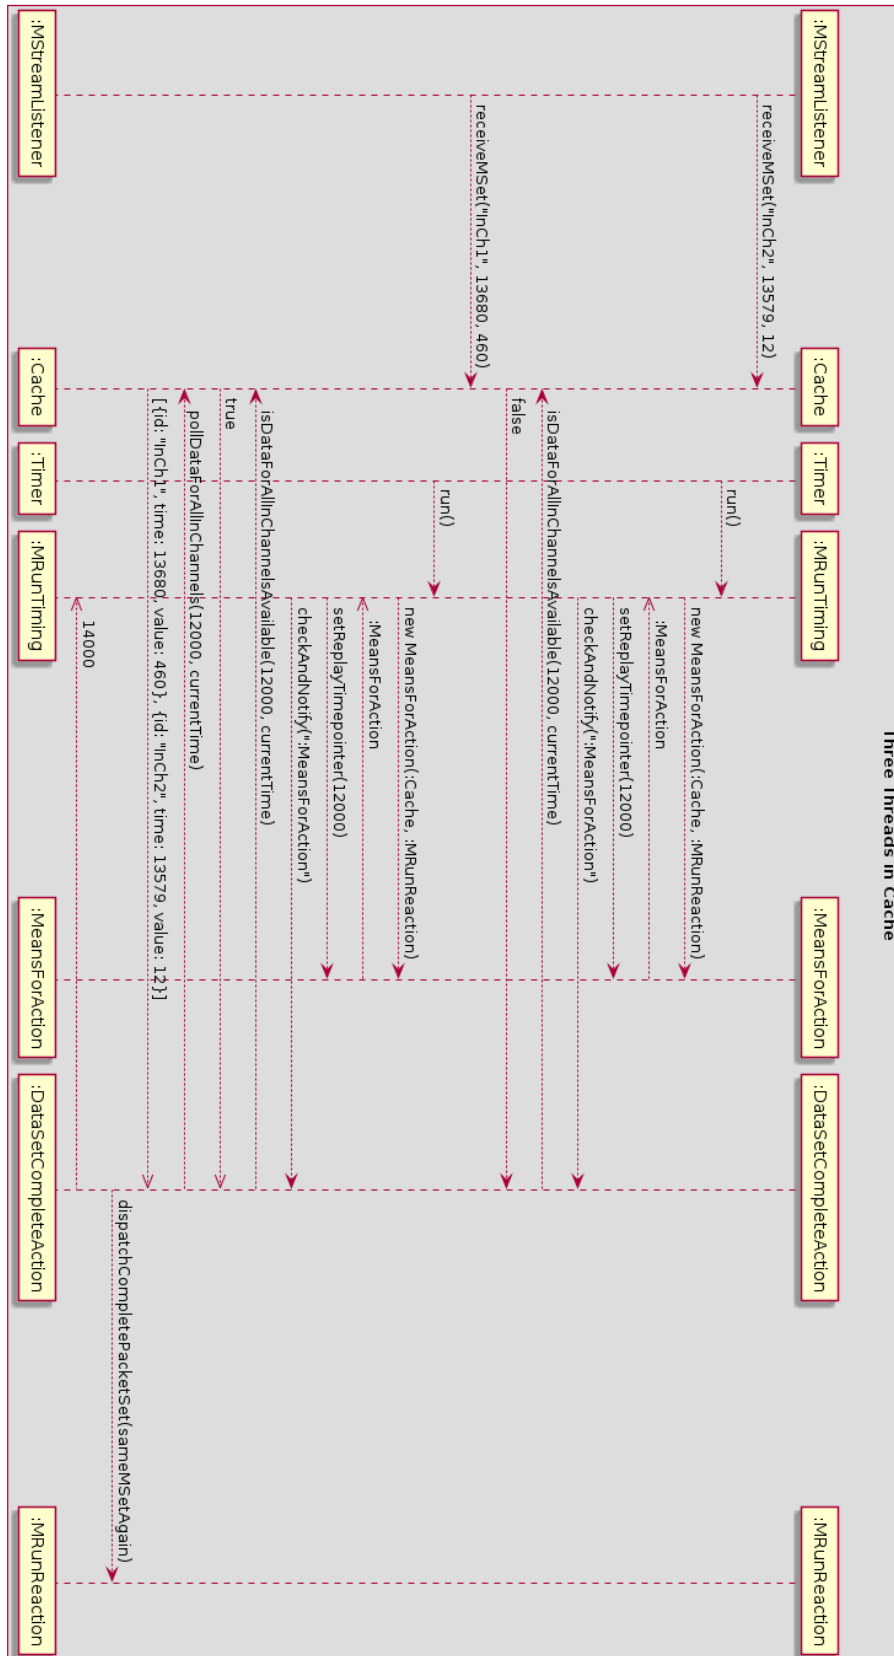 Three Threads in Cache
:MStreamListener
:Cache
:Timer
:MRunTiming
:MeansForAction
:DataSetCompleteAction
:MRunReaction
receiveMSet("InCh2", 13579, 12)
run()
new MeansForAction(:Cache, :MRunReaction)
:MeansForAction
setReplayTimepointer(12000)
checkAndNotify(":MeansForAction")
isDataForAllInChannelsAvailable(12000, currentTime)
false
receiveMSet("InCh1", 13680, 460)
run()
new MeansForAction(:Cache, :MRunReaction)
:MeansForAction
setReplayTimepointer(12000)
checkAndNotify(":MeansForAction")
isDataForAllInChannelsAvailable(12000, currentTime)
true
pollDataForAllInChannels(12000, currentTime)
[ {id: "InCh1", time: 13680, value: 460}, {id: "InCh2", time: 13579, value: 12}]
dispatchCompletePacketSet(sameMSetAgain)
14000
:MStreamListener
:Cache
:Timer
:MRunTiming
:MeansForAction
:DataSetCompleteAction
:MRunReaction